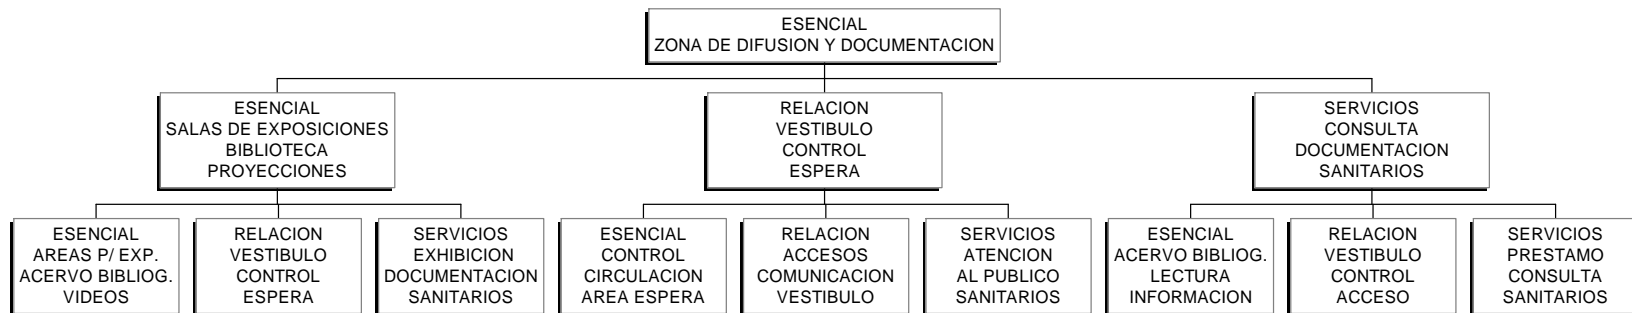 ESENCIAL
ZONA DE DIFUSION Y DOCUMENTACION
ESENCIAL
SALAS DE EXPOSICIONES
BIBLIOTECA
PROYECCIONES
RELACION
VESTIBULO
CONTROL
ESPERA
SERVICIOS
CONSULTA
DOCUMENTACION
SANITARIOS
ESENCIAL
AREAS P/ EXP.
ACERVO BIBLIOG.
VIDEOS
RELACION
VESTIBULO
CONTROL
ESPERA
SERVICIOS
EXHIBICION
DOCUMENTACION
SANITARIOS
ESENCIAL
CONTROL
CIRCULACION
AREA ESPERA
RELACION
ACCESOS
COMUNICACION
VESTIBULO
SERVICIOS
ATENCION
AL PUBLICO
SANITARIOS
ESENCIAL
ACERVO BIBLIOG.
LECTURA
INFORMACION
RELACION
VESTIBULO
CONTROL
ACCESO
SERVICIOS
PRESTAMO
CONSULTA
SANITARIOS